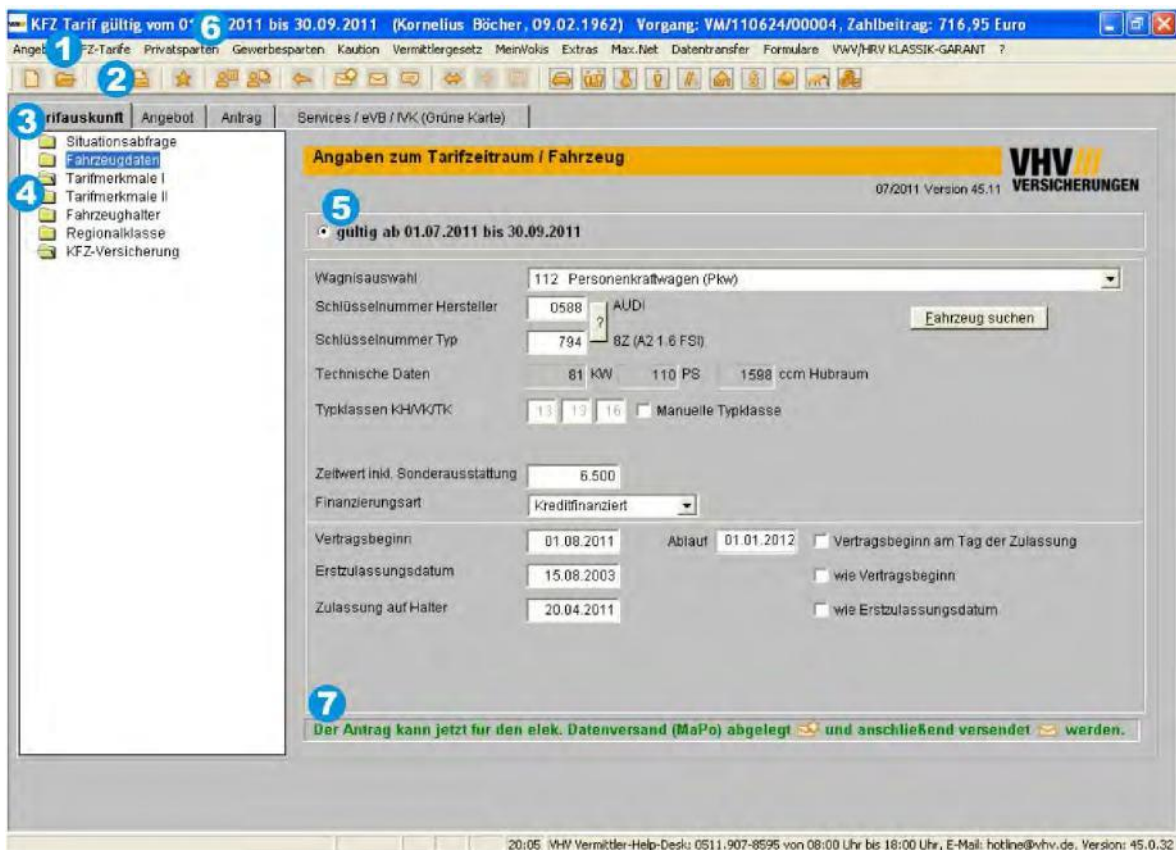 KFZ Tarif gültig vom 0 6 2011 bis 30.09.2011 (Kornelius Böcher, 09.02.1962) Vorgang: VM/110624/00004, Zahlbeitrag: 716,95 Euro
1 FZ-Tarife Privatsparten Gewerbesparten Kaution Vermittlergesetz MeinVokis Extras Max.Net Datentransfer Formulare VWV/HRV KLASSIK-GARANT ?
2
3 rifauskunft Angebot Antrag Services / eVB / IVK (Grüne Karte)
Situationsabfrage
Fahrzeugdaten
Tarifmerkmale I
4 Tarifmerkmale II
Fahrzeughalter
Regionalklasse
KFZ-Versicherung
Angaben zum Tarifzeitraum / Fahrzeug
VHV
VERSICHERUNGEN
07/2011 Version 45.11
5
gültig ab 01.07.2011 bis 30.09.2011
Wagnisauswahl 112 Personenkraftwagen (Pkw)
Schlüsselnummer Hersteller 0588 ? AUDI
Fahrzeug suchen
Schlüsselnummer Typ 794 8Z (A2 1.6 FSI)
Technische Daten 81 KW 110 PS 1598 ccm Hubraum
Typklassen KH/VK/TK 16 Manuelle Typklasse
Zeitwert inkl. Sonderausstattung 6.500
Finanzierungsart Kreditfinanziert
Vertragsbeginn 01.08.2011 Ablauf 01.01.2012 Vertragsbeginn am Tag der Zulassung
Erstzulassungsdatum 15.08.2003 wie Vertragsbeginn
Zulassung auf Halter 20.04.2011 wie Erstzulassungsdatum
7
Der Antrag kann jetzt für den elek. Datenversand (MaPo) abgelegt und anschließend versendet werden.
20:05 VHV Vermittler-Help-Desk: 0511.907-8595 von 08:00 Uhr bis 18:00 Uhr, E-Mail: hotline@vhv.de, Version: 45.0.32